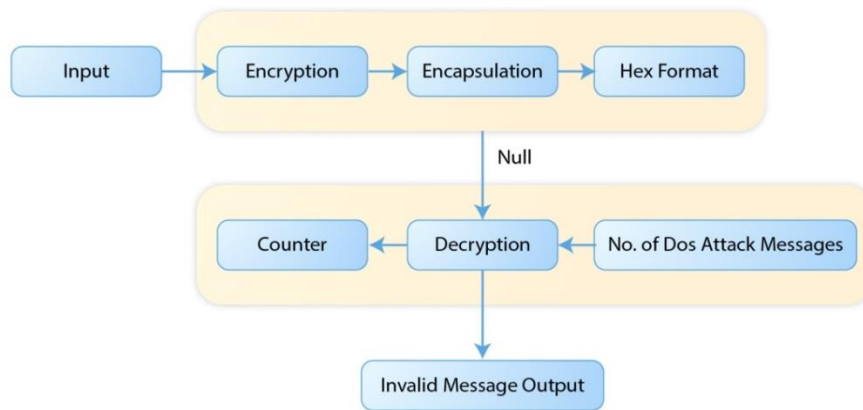 Input
Encryption
Encapsulation
Hex Format
Null
Counter
Decryption
No. of Dos Attack Messages
Invalid Message Output